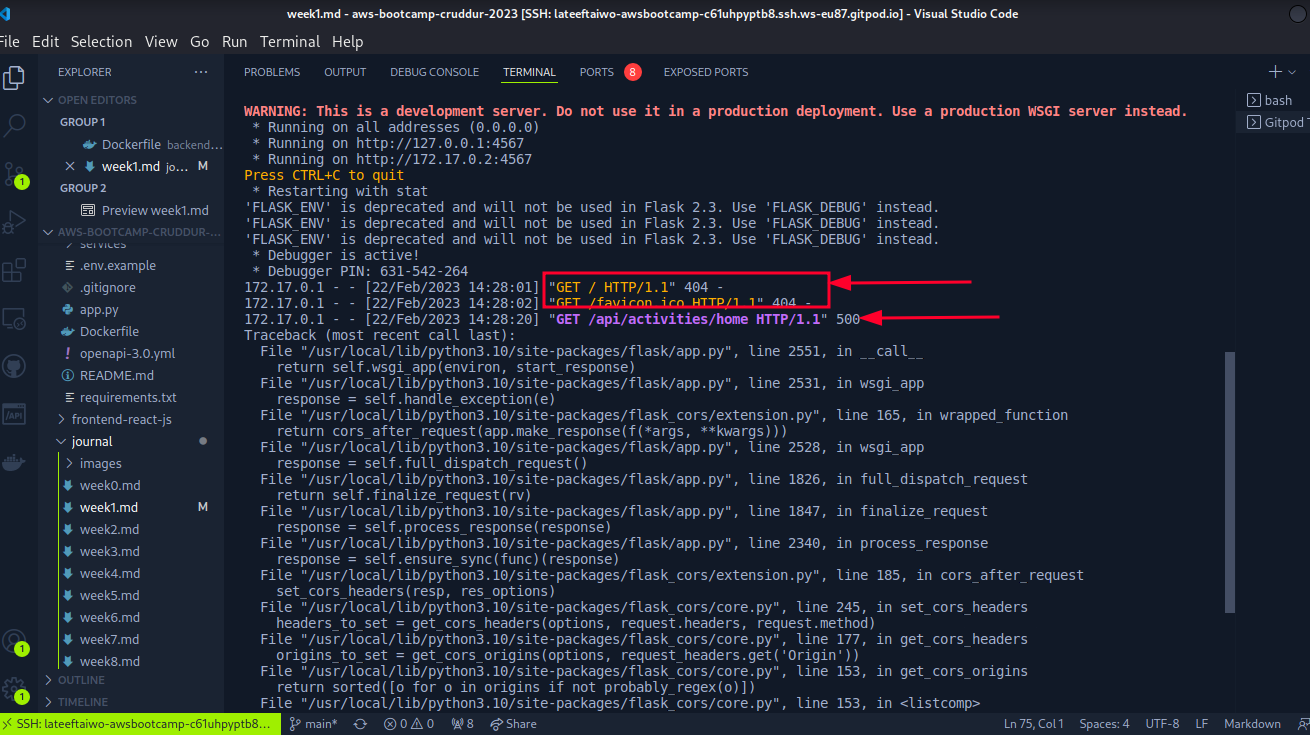 week1.md - aws-bootcamp-cruddur-2023 [SSH: lateeftaiwo-awsbootcamp-c61uhpyptb8.ssh.ws-eu87.gitpod.io] - Visual Studio Code
File Edit Selection View Go Run Terminal Help
EXPLORER ...
OPEN EDITORS
GROUP 1
Dockerfile backend...
week1.md jo... M
GROUP 2
Preview week1.md
AWS-BOOTCAMP-CRUDDUR-...
services
.env.example
.gitignore
app.py
Dockerfile
! openapi-3.0.yml
README.md
requirements.txt
frontend-react-js
journal
images
week0.md
week1.md M
week2.md
week3.md
week4.md
week5.md
week6.md
week7.md
week8.md
OUTLINE
TIMELINE
1
1
1
PROBLEMS OUTPUT DEBUG CONSOLE TERMINAL PORTS 8 EXPOSED PORTS
WARNING: This is a development server. Do not use it in a production deployment. Use a production WSGI server instead.
* Running on all addresses (0.0.0.0)
* Running on http://127.0.0.1:4567
* Running on http://172.17.0.2:4567
Press CTRL+C to quit
* Restarting with stat
'FLASK_ENV' is deprecated and will not be used in Flask 2.3. Use 'FLASK_DEBUG' instead.
'FLASK_ENV' is deprecated and will not be used in Flask 2.3. Use 'FLASK_DEBUG' instead.
'FLASK_ENV' is deprecated and will not be used in Flask 2.3. Use 'FLASK_DEBUG' instead.
* Debugger is active!
* Debugger PIN: 631-542-264
172.17.0.1 - - [22/Feb/2023 14:28:01] "GET / HTTP/1.1" 404 -
172.17.0.1 - - [22/Feb/2023 14:28:02] "GET /favicon.ico HTTP/1.1" 404 -
172.17.0.1 - - [22/Feb/2023 14:28:20] "GET /api/activities/home HTTP/1.1" 500
Traceback (most recent call last):
File "/usr/local/lib/python3.10/site-packages/flask/app.py", line 2551, in __call__
return self.wsgi_app(environ, start_response)
File "/usr/local/lib/python3.10/site-packages/flask/app.py", line 2531, in wsgi_app
response = self.handle_exception(e)
File "/usr/local/lib/python3.10/site-packages/flask_cors/extension.py", line 165, in wrapped_function
return cors_after_request(app.make_response(f(*args, **kwargs)))
File "/usr/local/lib/python3.10/site-packages/flask/app.py", line 2528, in wsgi_app
response = self.full_dispatch_request()
File "/usr/local/lib/python3.10/site-packages/flask/app.py", line 1826, in full_dispatch_request
return self.finalize_request(rv)
File "/usr/local/lib/python3.10/site-packages/flask/app.py", line 1847, in finalize_request
response = self.process_response(response)
File "/usr/local/lib/python3.10/site-packages/flask/app.py", line 2340, in process_response
response = self.ensure_sync(func)(response)
File "/usr/local/lib/python3.10/site-packages/flask_cors/extension.py", line 185, in cors_after_request
set_cors_headers(resp, res_options)
File "/usr/local/lib/python3.10/site-packages/flask_cors/core.py", line 245, in set_cors_headers
headers_to_set = get_cors_headers(options, request.headers, request.method)
File "/usr/local/lib/python3.10/site-packages/flask_cors/core.py", line 177, in get_cors_headers
origins_to_set = get_cors_origins(options, request_headers.get('Origin'))
File "/usr/local/lib/python3.10/site-packages/flask_cors/core.py", line 153, in get_cors_origins
return sorted([o for o in origins if not probably_regex(o)])
File "/usr/local/lib/python3.10/site-packages/flask_cors/core.py", line 153, in <listcomp>
bash
Gitpod T
SSH: lateeftaiwo-awsbootcamp-c61uhpyptb8... main* 0 0 8 Share Ln 75, Col 1 Spaces: 4 UTF-8 LF Markdown